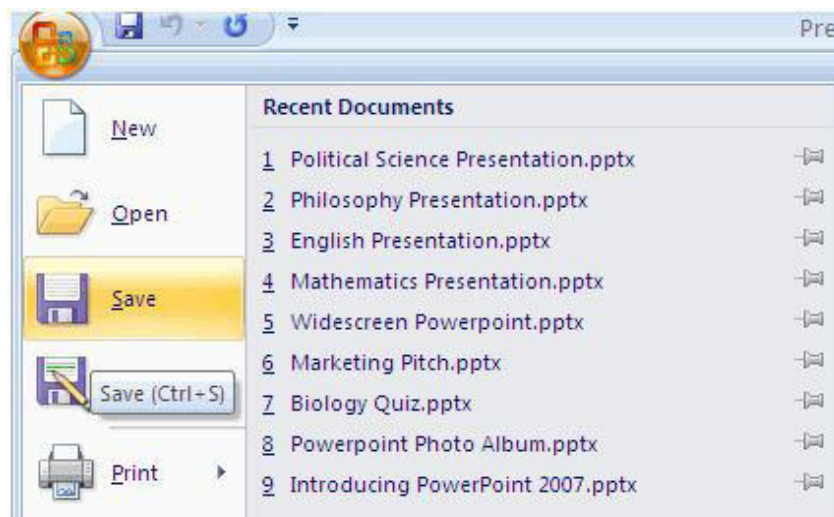 Pre
New
Open
Save
Save (Ctrl+S)
Print
Recent Documents
1 Political Science Presentation.pptx
2 Philosophy Presentation.pptx
3 English Presentation.pptx
4 Mathematics Presentation.pptx
5 Widescreen Powerpoint.pptx
6 Marketing Pitch.pptx
7 Biology Quiz.pptx
8 Powerpoint Photo Album.pptx
9 Introducing PowerPoint 2007.pptx